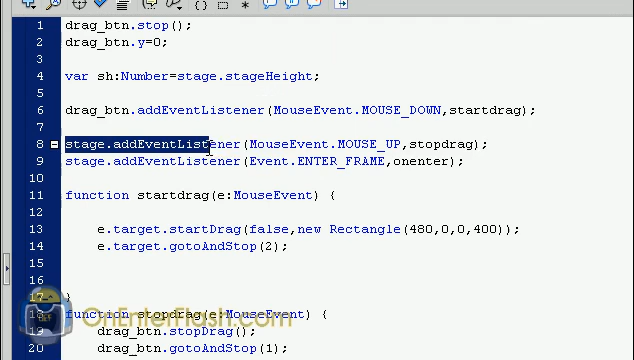 1 drag_btn.stop();
2 drag_btn.y=0;
3
4 var sh:Number=stage.stageHeight;
5
6 drag_btn.addEventListener(MouseEvent.MOUSE_DOWN,startdrag);
7
8 stage.addEventListener(MouseEvent.MOUSE_UP,stopdrag);
9 stage.addEventListener(Event.ENTER_FRAME,onenter);
10
11 function startdrag(e:MouseEvent) {
12
13 e.target.startDrag(false,new Rectangle(480,0,0,400));
14 e.target.gotoAndStop(2);
15
16
17 }
OnEnterFlash.com
18 function stopdrag(e:MouseEvent) {
19 drag_btn.stopDrag();
20 drag_btn.gotoAndStop(1);